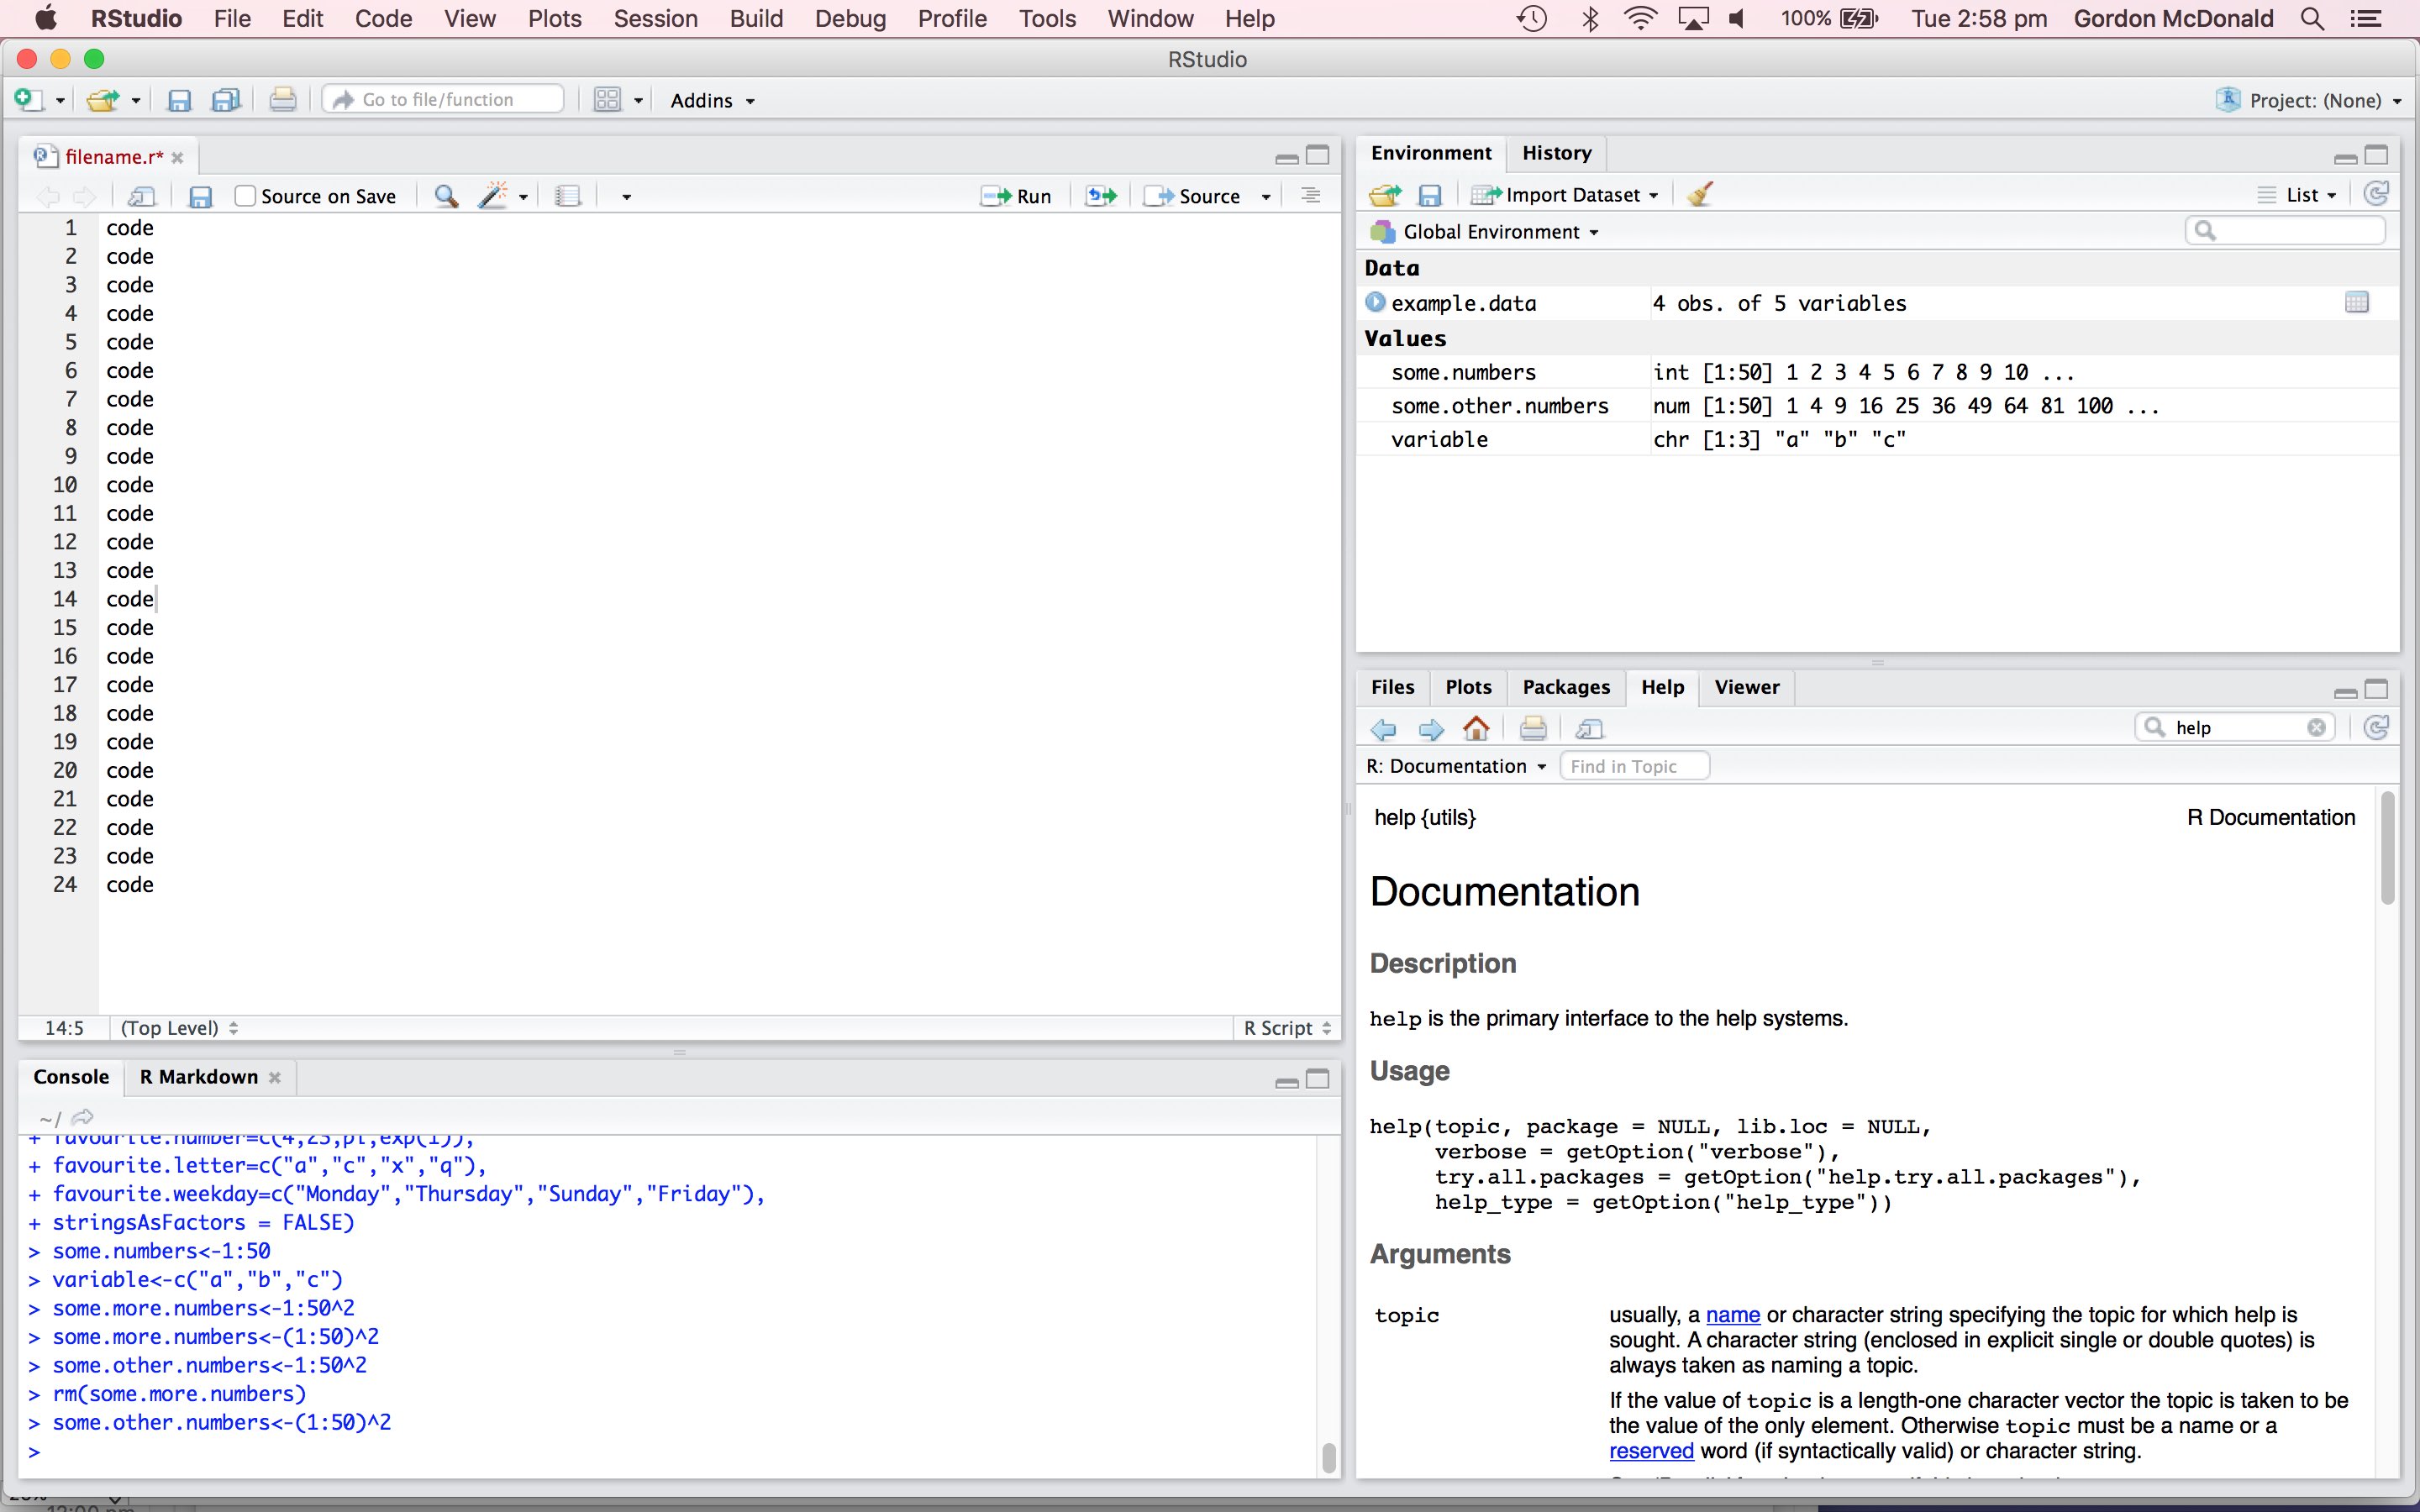 RStudio File Edit Code View Plots Session Build Debug Profile Tools Window Help 100% Tue 2:58 pm Gordon McDonald
RStudio
Go to file/function Addins Project: (None)
filename.r*
Source on Save Run Source
1 code
2 code
3 code
4 code
5 code
6 code
7 code
8 code
9 code
10 code
11 code
12 code
13 code
14 code
15 code
16 code
17 code
18 code
19 code
20 code
21 code
22 code
23 code
24 code
14:5 (Top Level) R Script
Console R Markdown
~/
+ favourite.number=c(4,23,pi,exp(1)),
+ favourite.letter=c("a","c","x","q"),
+ favourite.weekday=c("Monday","Thursday","Sunday","Friday"),
+ stringsAsFactors = FALSE)
> some.numbers<-1:50
> variable<-c("a","b","c")
> some.more.numbers<-1:50^2
> some.more.numbers<-(1:50)^2
> some.other.numbers<-1:50^2
> rm(some.more.numbers)
> some.other.numbers<-(1:50)^2
>
Environment History
Import Dataset List
Global Environment
Data
example.data 4 obs. of 5 variables
Values
some.numbers int [1:50] 1 2 3 4 5 6 7 8 9 10 ...
some.other.numbers num [1:50] 1 4 9 16 25 36 49 64 81 100 ...
variable chr [1:3] "a" "b" "c"
Files Plots Packages Help Viewer
help
R: Documentation Find in Topic
help {utils} R Documentation
Documentation
Description
help is the primary interface to the help systems.
Usage
help(topic, package = NULL, lib.loc = NULL,
verbose = getOption("verbose"),
try.all.packages = getOption("help.try.all.packages"),
help_type = getOption("help_type"))
Arguments
topic usually, a name or character string specifying the topic for which help is
sought. A character string (enclosed in explicit single or double quotes) is
always taken as naming a topic.
If the value of topic is a length-one character vector the topic is taken to be
the value of the only element. Otherwise topic must be a name or a
reserved word (if syntactically valid) or character string.